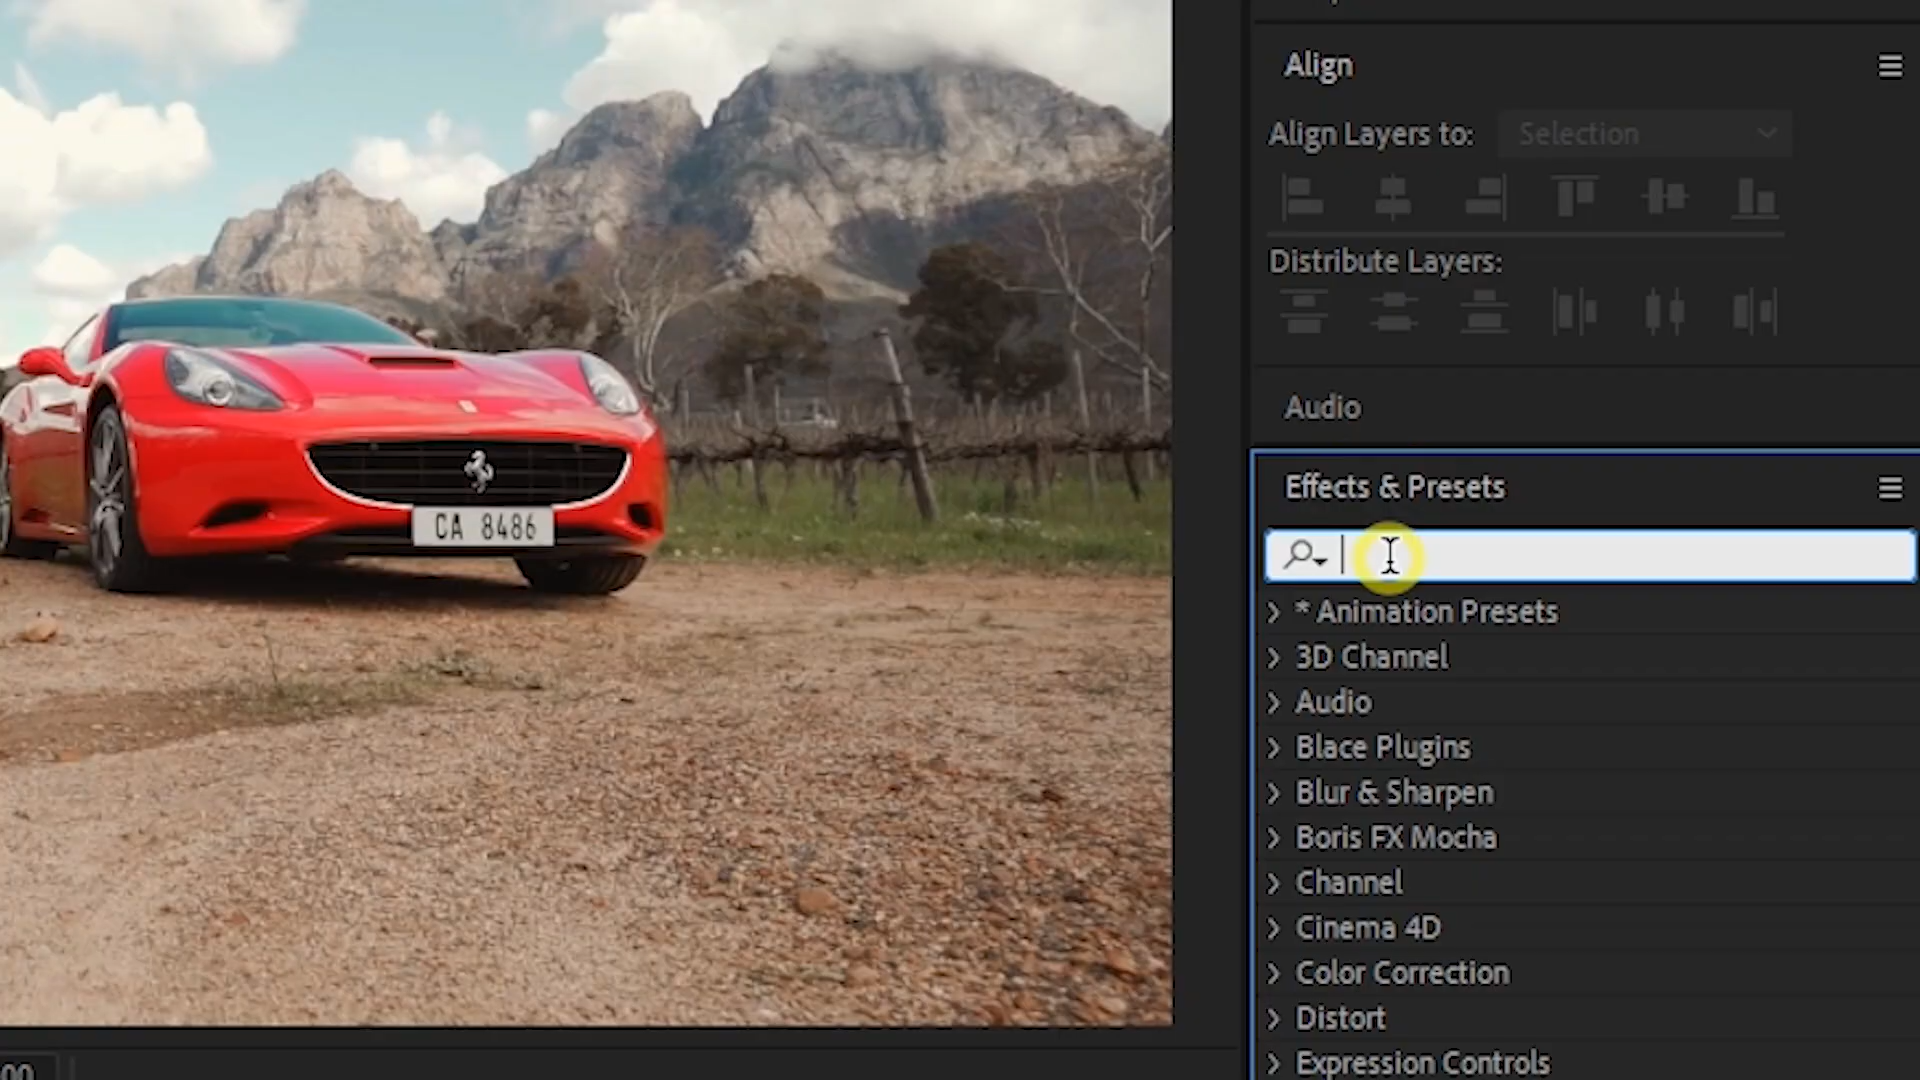 Align
Align Layers to: Selection
Distribute Layers:
Audio
Effects & Presets
* Animation Presets
3D Channel
Audio
Blace Plugins
Blur & Sharpen
Boris FX Mocha
Channel
Cinema 4D
Color Correction
Distort
Expression Controls
CA 8486